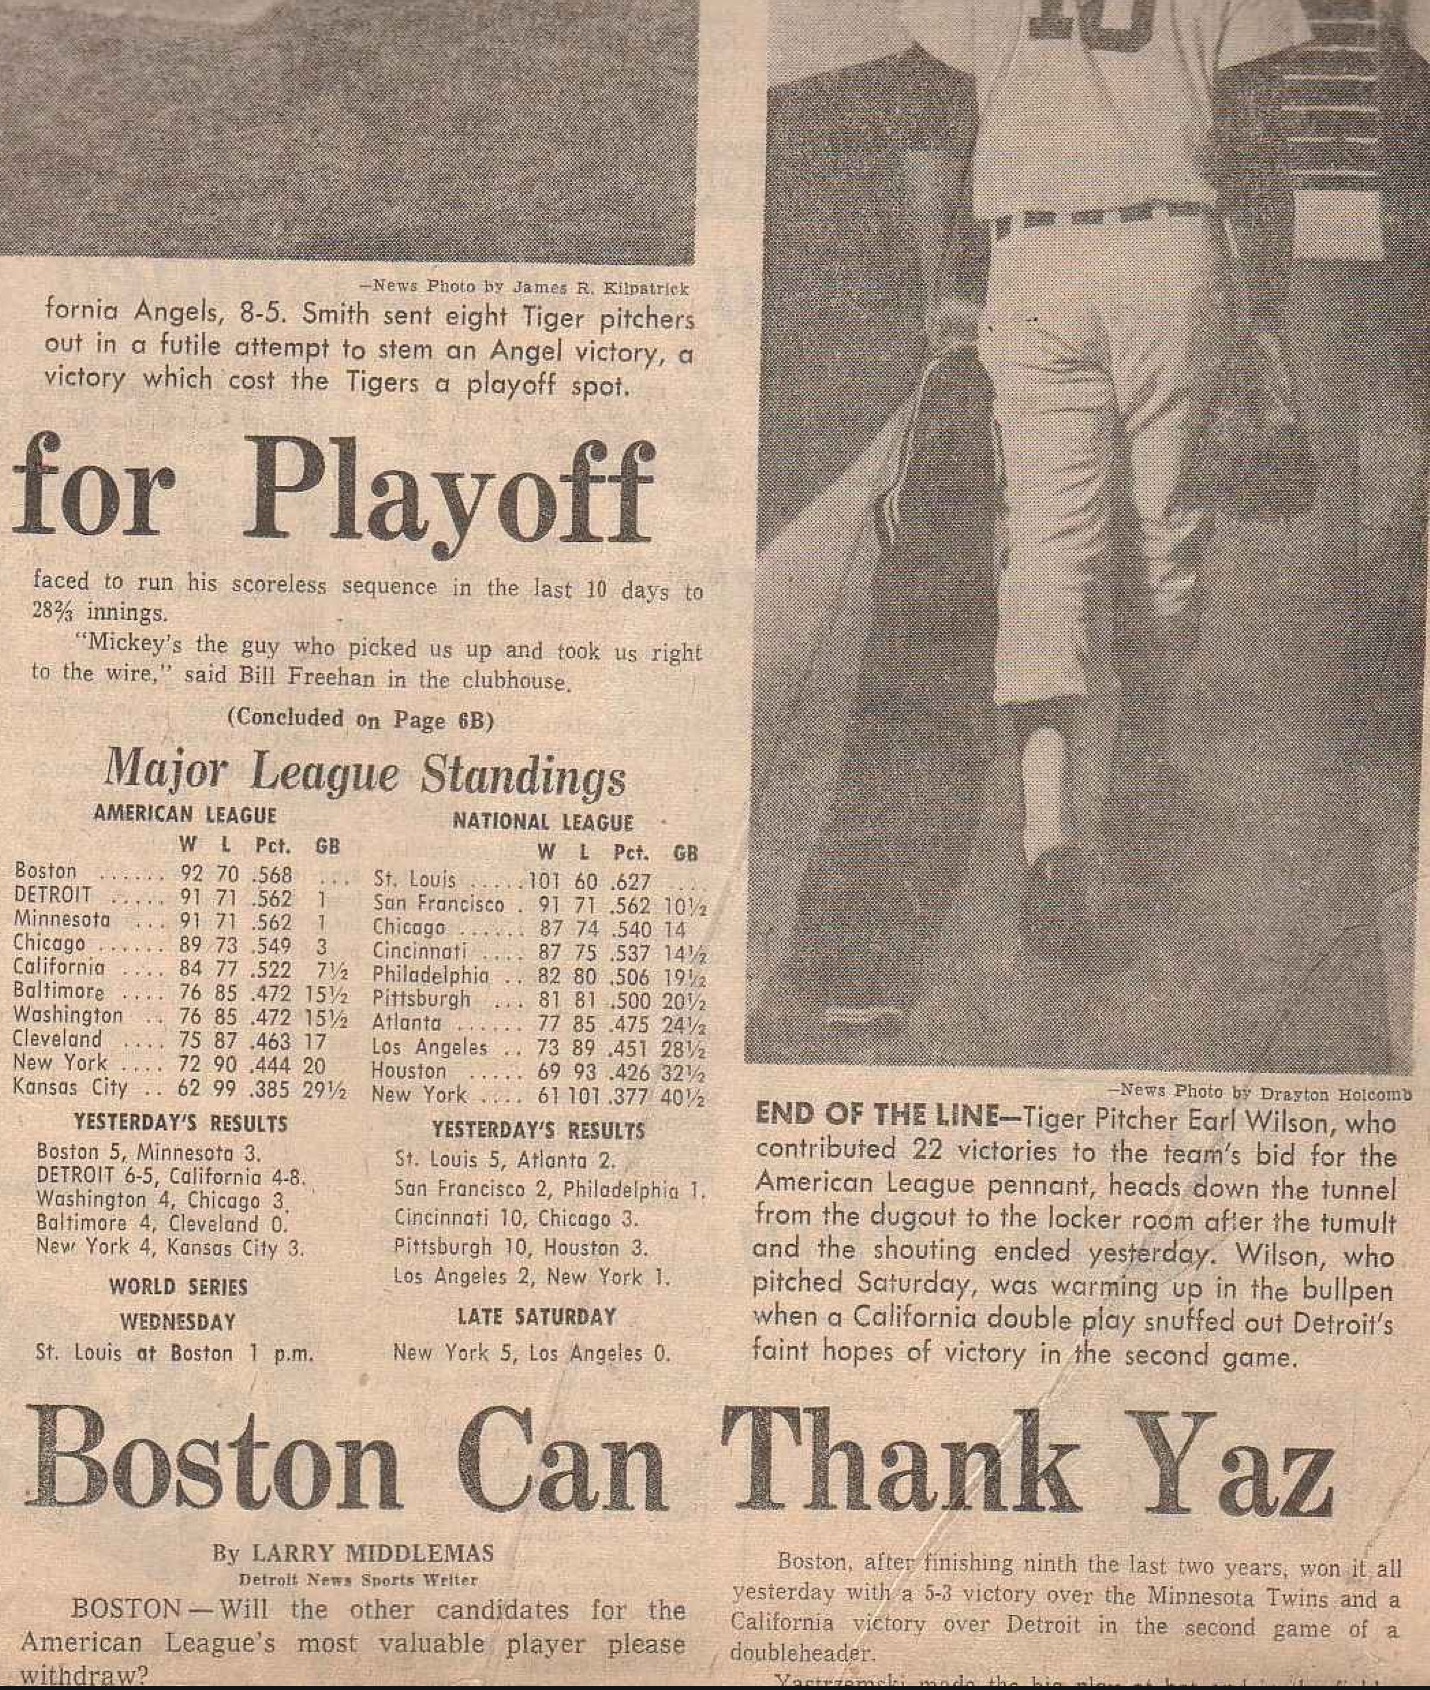 10
—News Photo by James R. Kilpatrick
fornia Angels, 8-5. Smith sent eight Tiger pitchers
out in a futile attempt to stem an Angel victory, a
victory which cost the Tigers a playoff spot.
for Playoff
faced to run his scoreless sequence in the last 10 days to
28⅔ innings.
"Mickey's the guy who picked us up and took us right
to the wire," said Bill Freehan in the clubhouse.
(Concluded on Page 6B)
Major League Standings
AMERICAN LEAGUE
W L Pct. GB
Boston ...... 92 70 .568 ...
DETROIT ..... 91 71 .562 1
Minnesota ... 91 71 .562 1
Chicago ...... 89 73 .549 3
California .... 84 77 .522 7½
Baltimore .... 76 85 .472 15½
Washington .. 76 85 .472 15½
Cleveland .... 75 87 .463 17
New York .... 72 90 .444 20
Kansas City .. 62 99 .385 29½
YESTERDAY'S RESULTS
Boston 5, Minnesota 3.
DETROIT 6-5, California 4-8.
Washington 4, Chicago 3.
Baltimore 4, Cleveland 0.
New York 4, Kansas City 3.
WORLD SERIES
WEDNESDAY
St. Louis at Boston 1 p.m.
NATIONAL LEAGUE
W L Pct. GB
St. Louis .....101 60 .627 ....
San Francisco . 91 71 .562 10½
Chicago ...... 87 74 .540 14
Cincinnati .... 87 75 .537 14½
Philadelphia .. 82 80 .506 19½
Pittsburgh ... 81 81 .500 20½
Atlanta ...... 77 85 .475 24½
Los Angeles .. 73 89 .451 28½
Houston ..... 69 93 .426 32½
New York .... 61 101 .377 40½
YESTERDAY'S RESULTS
St. Louis 5, Atlanta 2.
San Francisco 2, Philadelphia 1.
Cincinnati 10, Chicago 3.
Pittsburgh 10, Houston 3.
Los Angeles 2, New York 1.
LATE SATURDAY
New York 5, Los Angeles 0.
—News Photo by Drayton Holcomb
END OF THE LINE—Tiger Pitcher Earl Wilson, who
contributed 22 victories to the team's bid for the
American League pennant, heads down the tunnel
from the dugout to the locker room after the tumult
and the shouting ended yesterday. Wilson, who
pitched Saturday, was warming up in the bullpen
when a California double play snuffed out Detroit's
faint hopes of victory in the second game.
Boston Can Thank Yaz
By LARRY MIDDLEMAS
Detroit News Sports Writer
BOSTON—Will the other candidates for the
American League's most valuable player please
withdraw?
Boston, after finishing ninth the last two years, won it all
yesterday with a 5-3 victory over the Minnesota Twins and a
California victory over Detroit in the second game of a
doubleheader.
Yastrzemski made the big play at bat and